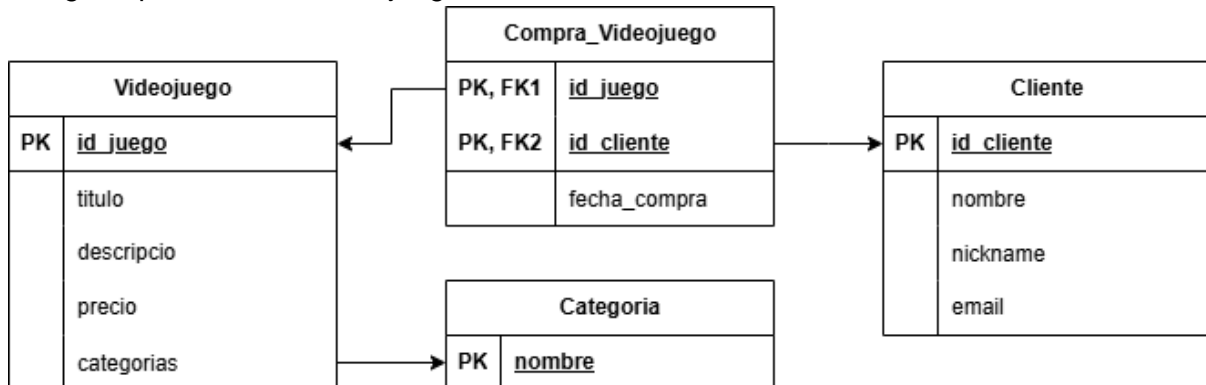 Videojuego
PK id_juego
titulo
descripcio
precio
categorias
Compra_Videojuego
PK, FK1 id_juego
PK, FK2 id_cliente
fecha_compra
Categoria
PK nombre
Cliente
PK id_cliente
nombre
nickname
email